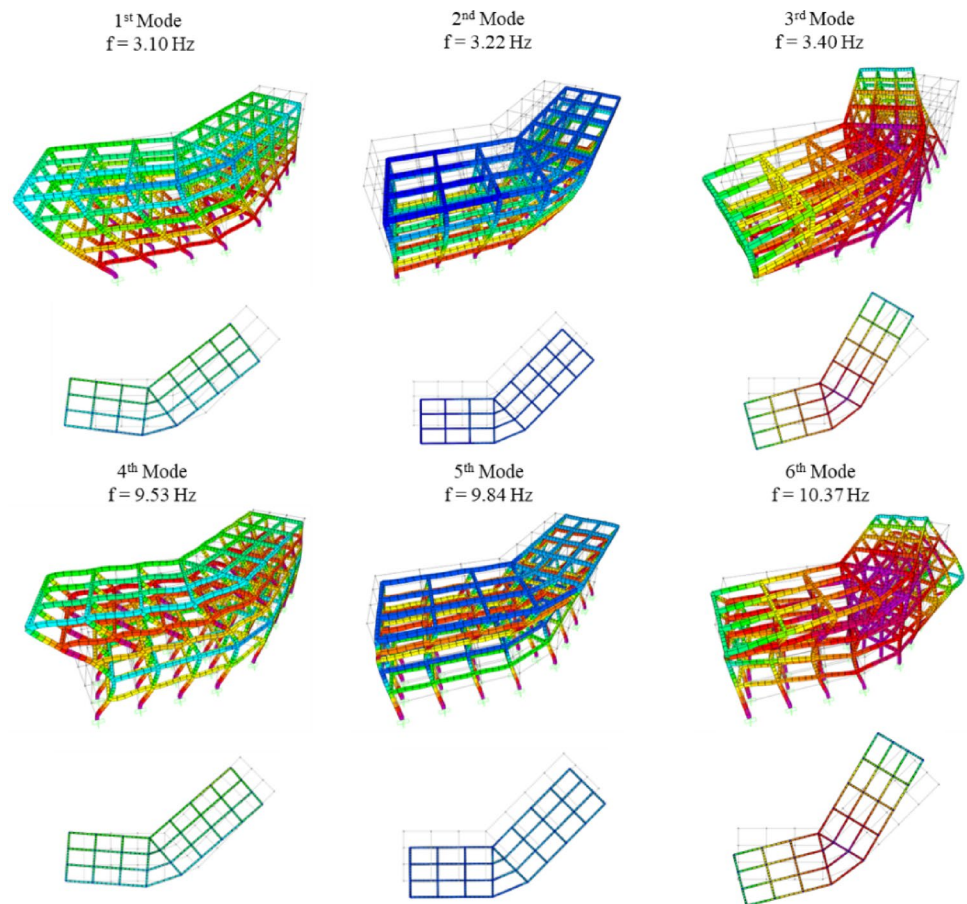 1st Mode
f = 3.10 Hz
2nd Mode
f = 3.22 Hz
3rd Mode
f = 3.40 Hz
4th Mode
f = 9.53 Hz
5th Mode
f = 9.84 Hz
6th Mode
f = 10.37 Hz